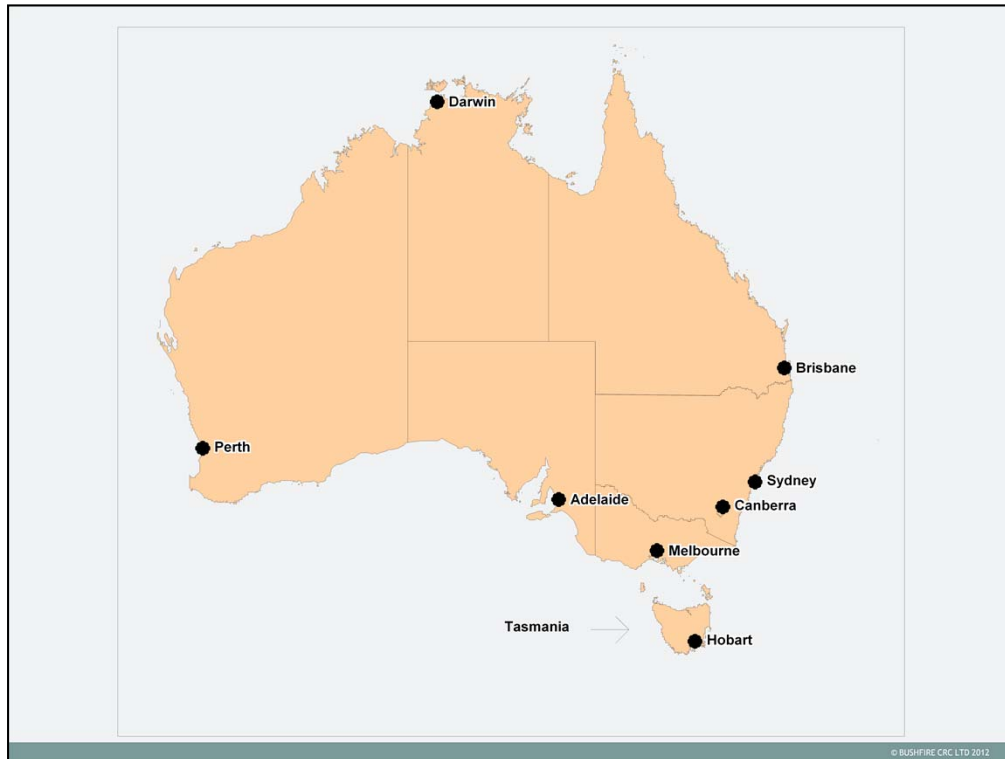 Darwin
Brisbane
Perth
Sydney
Adelaide
Canberra
Melbourne
Tasmania
Hobart
© BUSHFIRE CRC LTD 2012